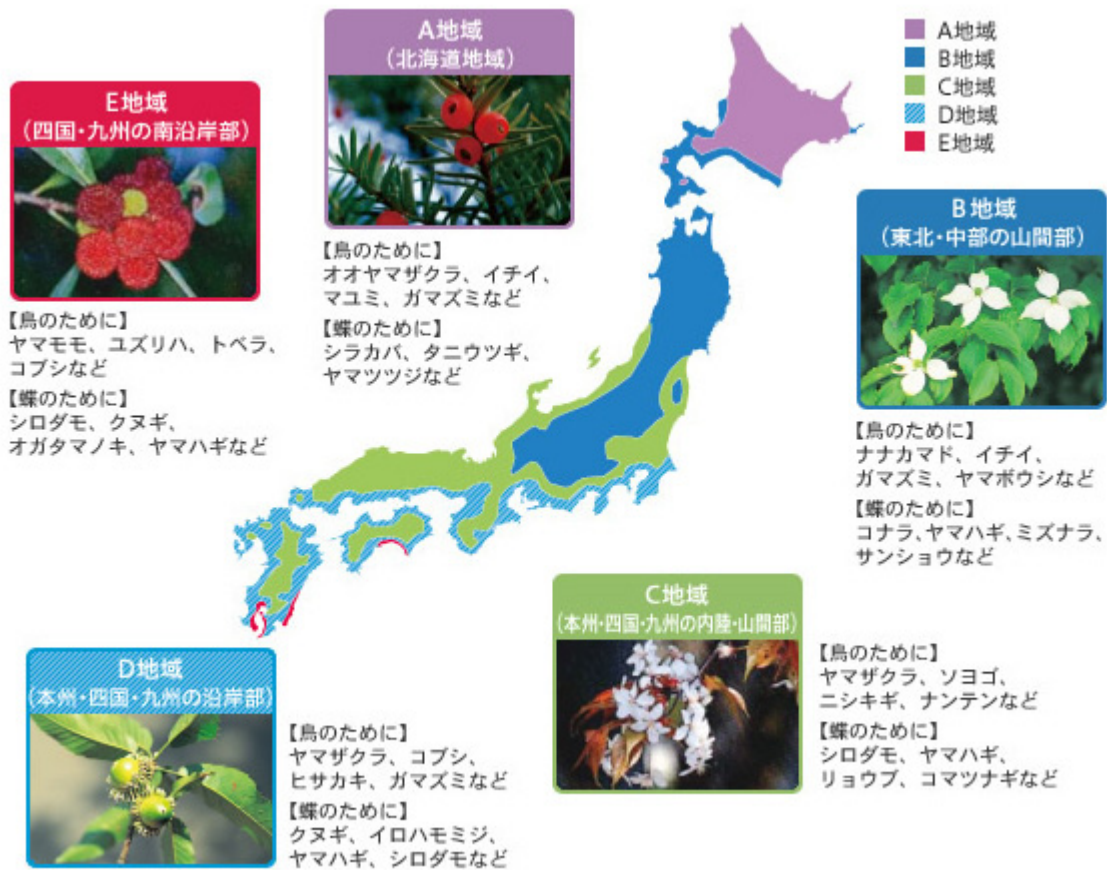 A地域
(北海道地域)
【鳥のために】
オオヤマザクラ、イチイ、
マユミ、ガマズミなど
【蝶のために】
シラカバ、タニウツギ、
ヤマツツジなど
A地域
B地域
C地域
D地域
E地域
E地域
(四国・九州の南沿岸部)
【鳥のために】
ヤマモモ、ユズリハ、トベラ、
コブシなど
【蝶のために】
シロダモ、クヌギ、
オガタマノキ、ヤマハギなど
B地域
(東北・中部の山間部)
【鳥のために】
ナナカマド、イチイ、
ガマズミ、ヤマボウシなど
【蝶のために】
コナラ、ヤマハギ、ミズナラ、
サンショウなど
C地域
(本州・四国・九州の内陸・山間部)
【鳥のために】
ヤマザクラ、ソヨゴ、
ニシキギ、ナンテンなど
【蝶のために】
シロダモ、ヤマハギ、
リョウブ、コマツナギなど
D地域
(本州・四国・九州の沿岸部)
【鳥のために】
ヤマザクラ、コブシ、
ヒサカキ、ガマズミなど
【蝶のために】
クヌギ、イロハモミジ、
ヤマハギ、シロダモなど